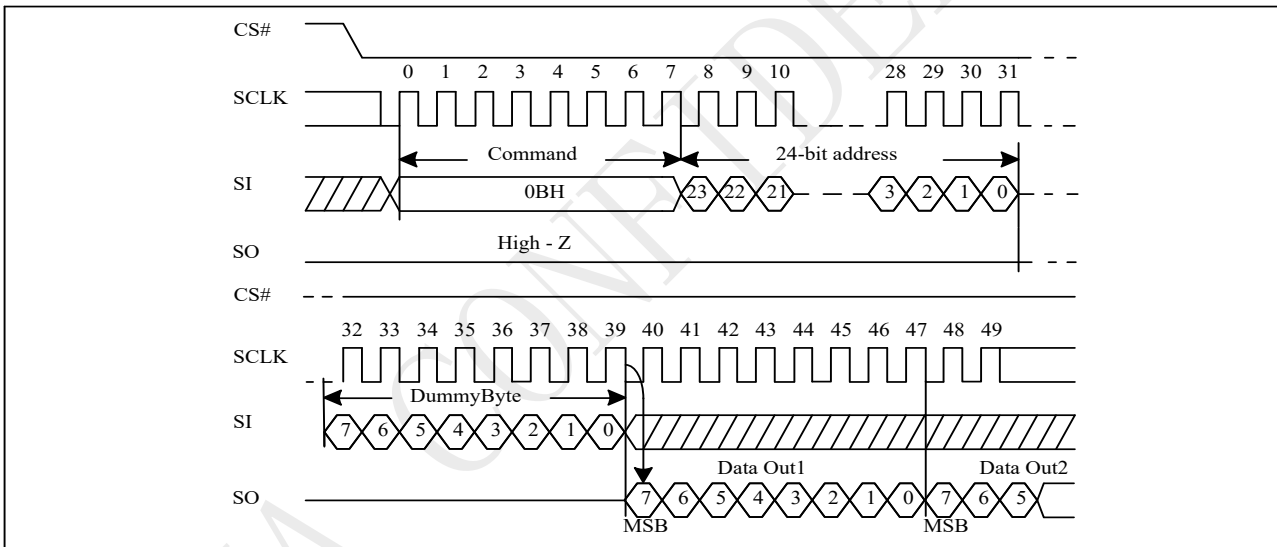 CS#
0 1 2 3 4 5 6 7 8 9 10 28 29 30 31
SCLK
Command 24-bit address
SI 0BH 23 22 21 3 2 1 0
SO High - Z
CS#
32 33 34 35 36 37 38 39 40 41 42 43 44 45 46 47 48 49
SCLK
DummyByte
SI 7 6 5 4 3 2 1 0
Data Out1 Data Out2
SO 7 6 5 4 3 2 1 0 7 6 5
MSB MSB